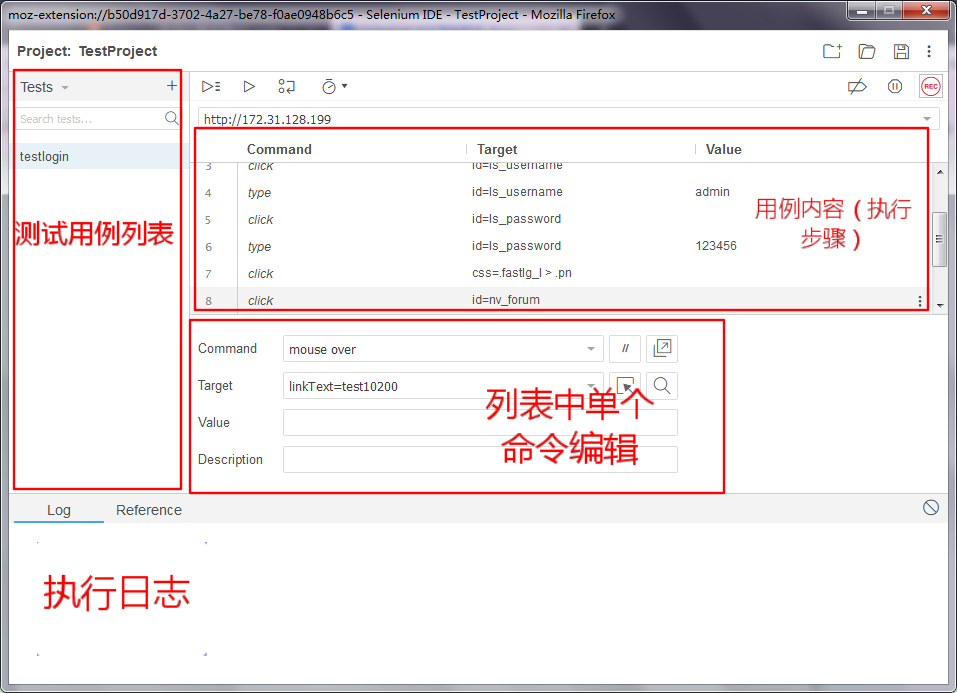 moz-extension://b50d917d-3702-4a27-be78-f0ae0948b6c5 - Selenium IDE - TestProject - Mozilla Firefox
Project: TestProject
Tests
Search tests...
testlogin
测试用例列表
REC
http://172.31.128.199
Command Target Value
3 click id=ls_username
4 type id=ls_username admin
5 click id=ls_password
6 type id=ls_password 123456
7 click css=.fastlg_l > .pn
8 click id=nv_forum
用例内容（执行
步骤）
Command mouse over //
Target linkText=test10200
Value
Description
列表中单个
命令编辑
Log Reference
执行日志